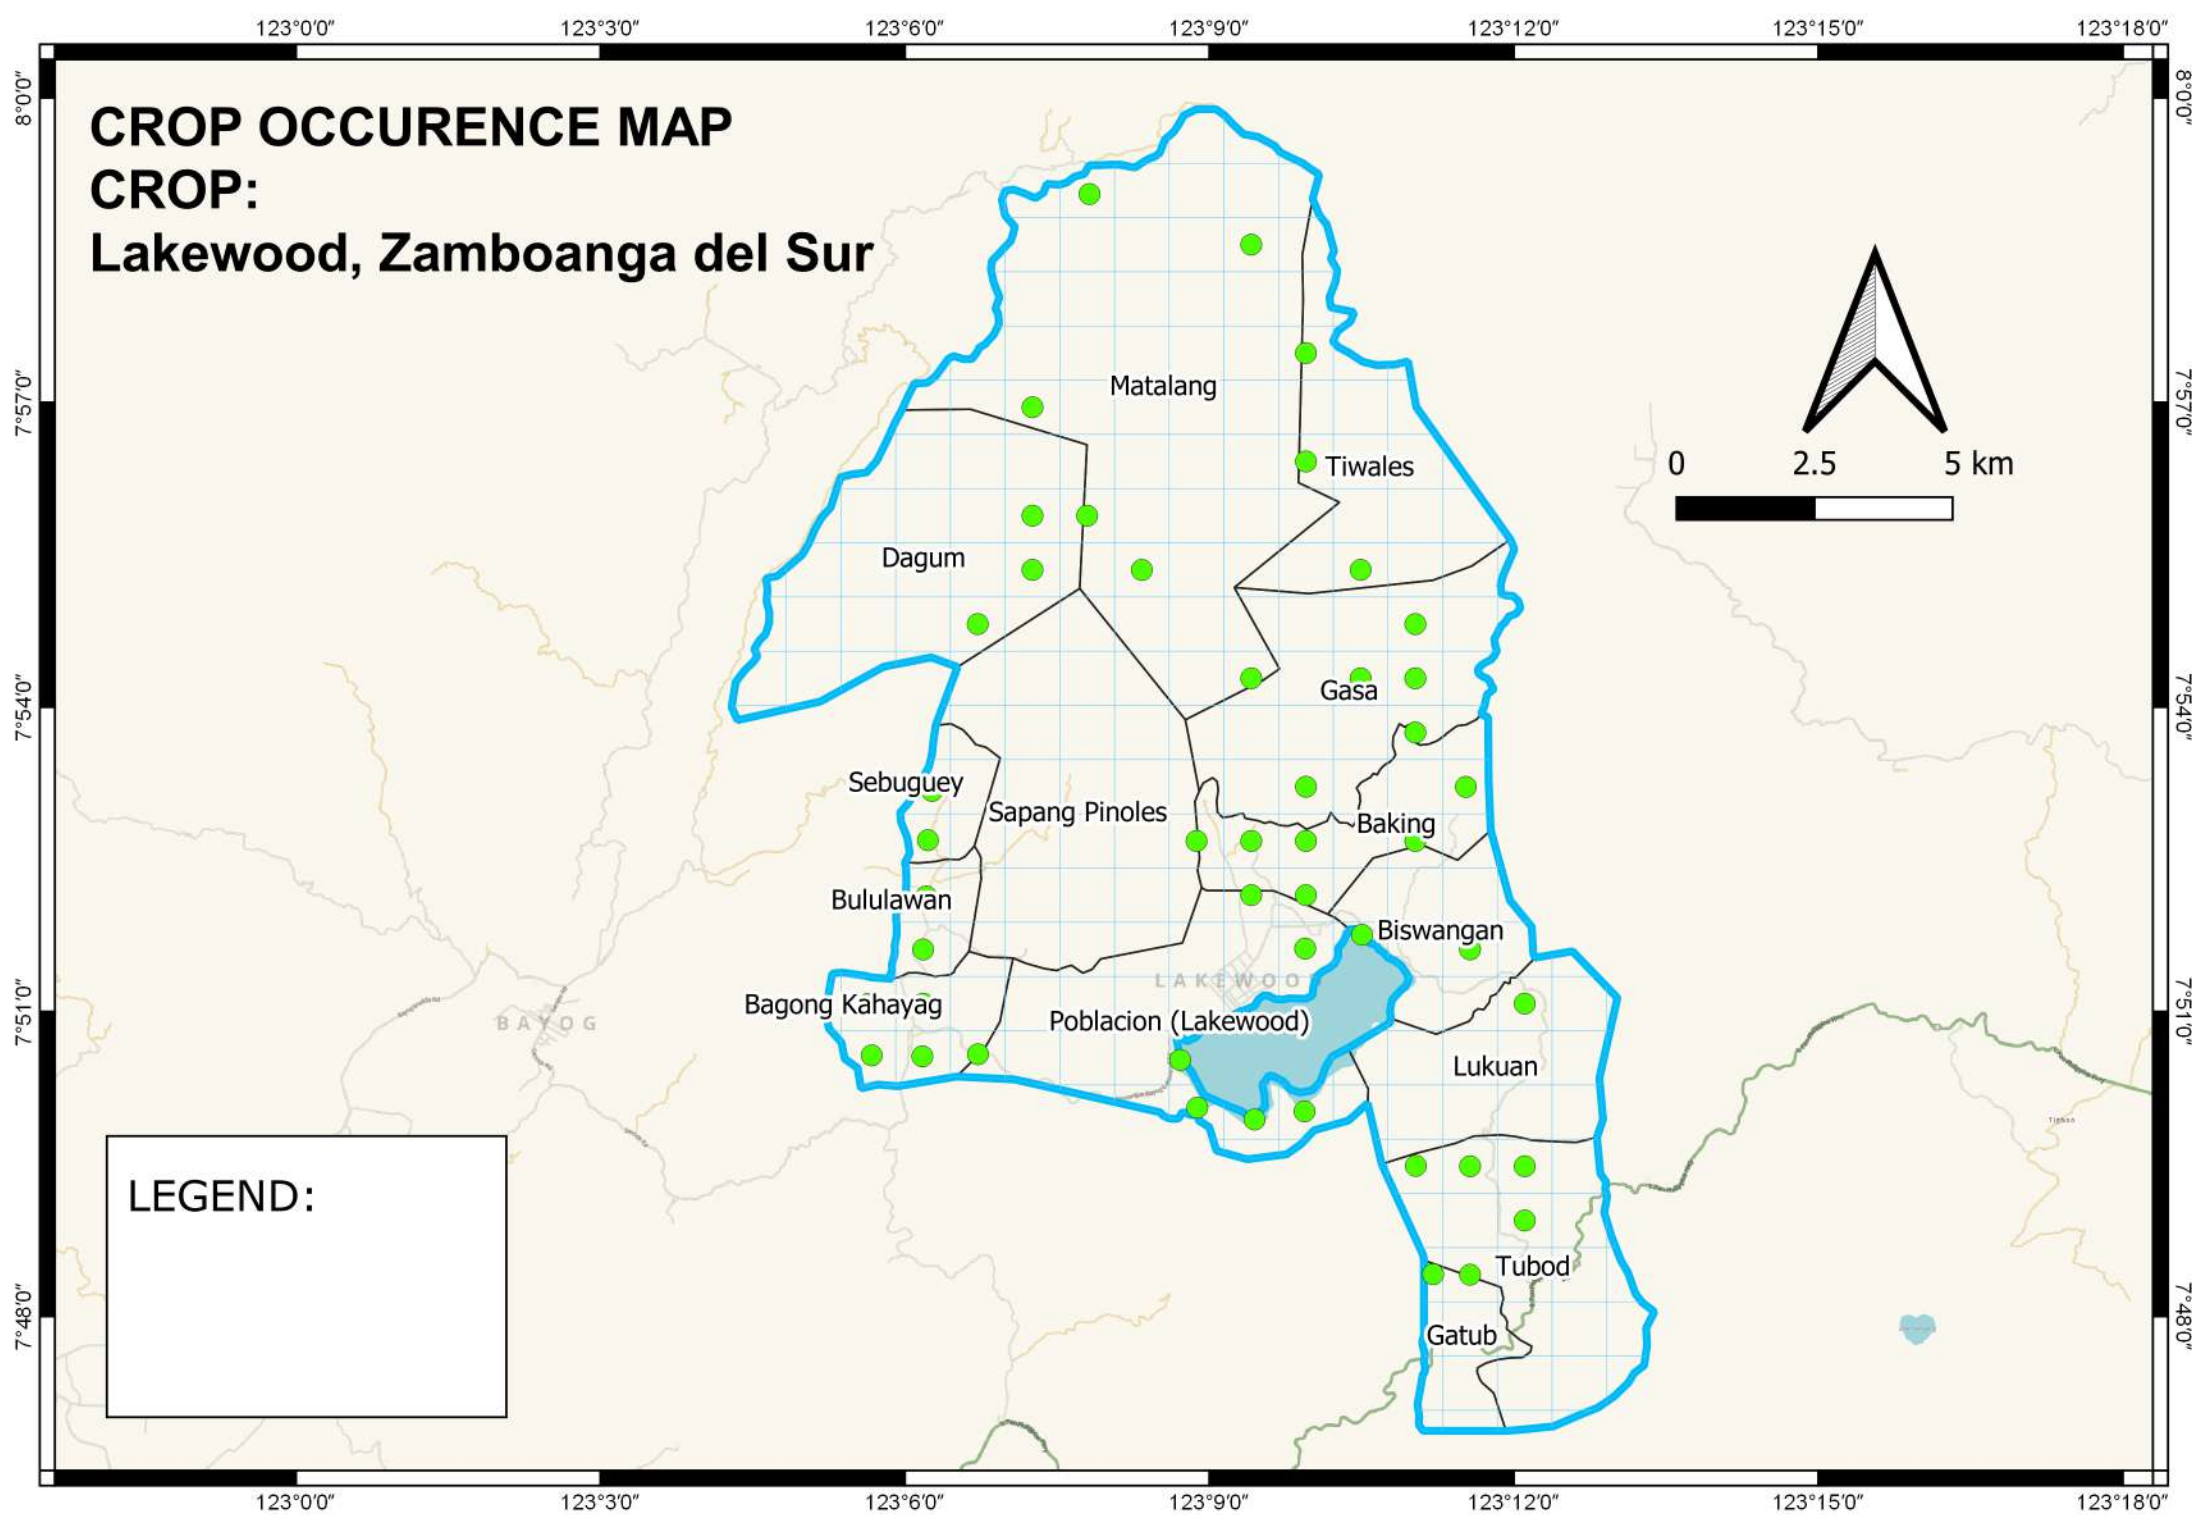 123°0'0" 123°3'0" 123°6'0" 123°9'0" 123°12'0" 123°15'0" 123°18'0"
8°0'0"
7°57'0"
7°54'0"
7°51'0"
7°48'0"
CROP OCCURENCE MAP
CROP:
Lakewood, Zamboanga del Sur
0 2.5 5 km
Matalang
Tiwales
Dagum
Gasa
Sebuguey
Sapang Pinoles
Baking
Bululawan
Biswangan
LAKEWOO
Bagong Kahayag
Poblacion (Lakewood)
BAYOG
Lukuan
Tubod
Gatub
LEGEND:
8°0'0"
7°57'0"
7°54'0"
7°51'0"
7°48'0"
123°0'0" 123°3'0" 123°6'0" 123°9'0" 123°12'0" 123°15'0" 123°18'0"